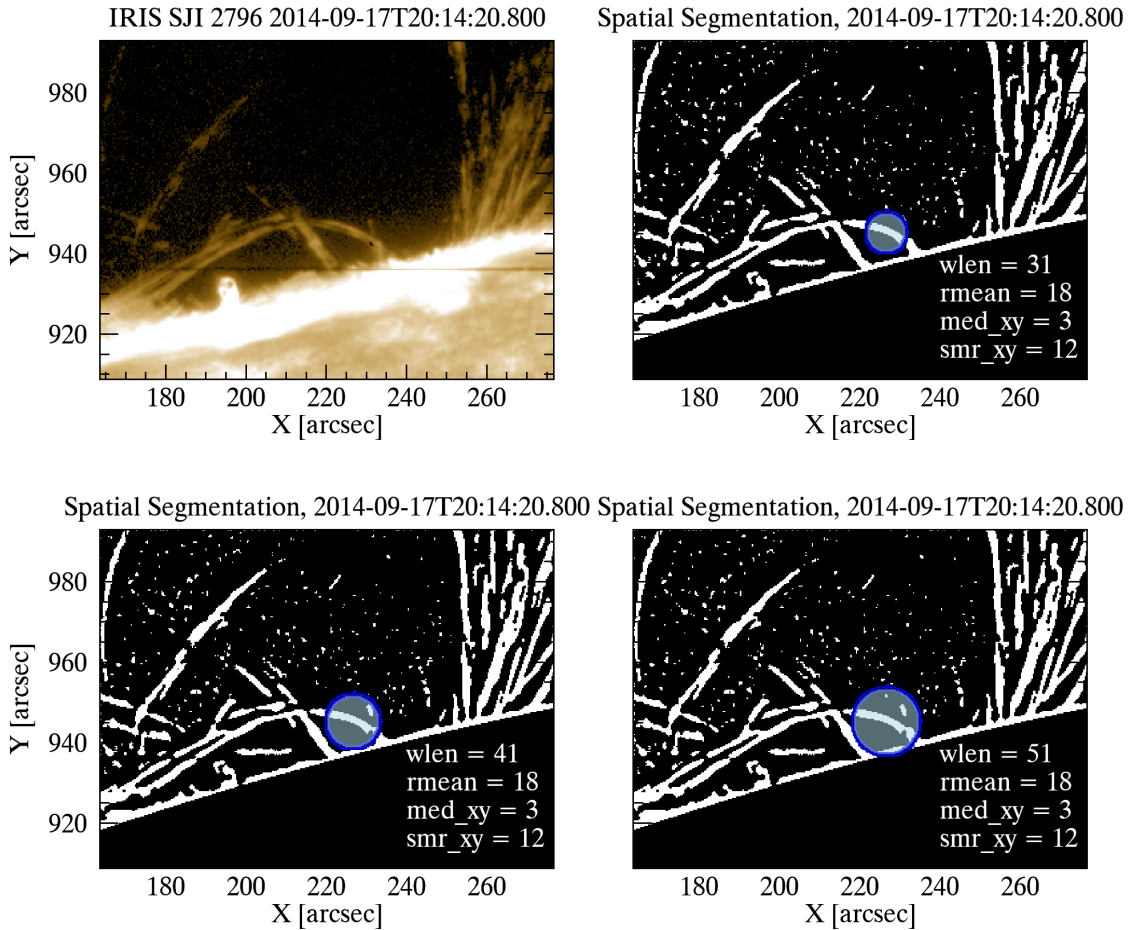 IRIS SJI 2796 2014-09-17T20:14:20.800
Y [arcsec]
980
960
940
920
180 200 220 240 260
X [arcsec]
Spatial Segmentation, 2014-09-17T20:14:20.800
wlen = 31
rmean = 18
med_xy = 3
smr_xy = 12
180 200 220 240 260
X [arcsec]
Spatial Segmentation, 2014-09-17T20:14:20.800
Y [arcsec]
980
960
940
920
wlen = 41
rmean = 18
med_xy = 3
smr_xy = 12
180 200 220 240 260
X [arcsec]
Spatial Segmentation, 2014-09-17T20:14:20.800
wlen = 51
rmean = 18
med_xy = 3
smr_xy = 12
180 200 220 240 260
X [arcsec]